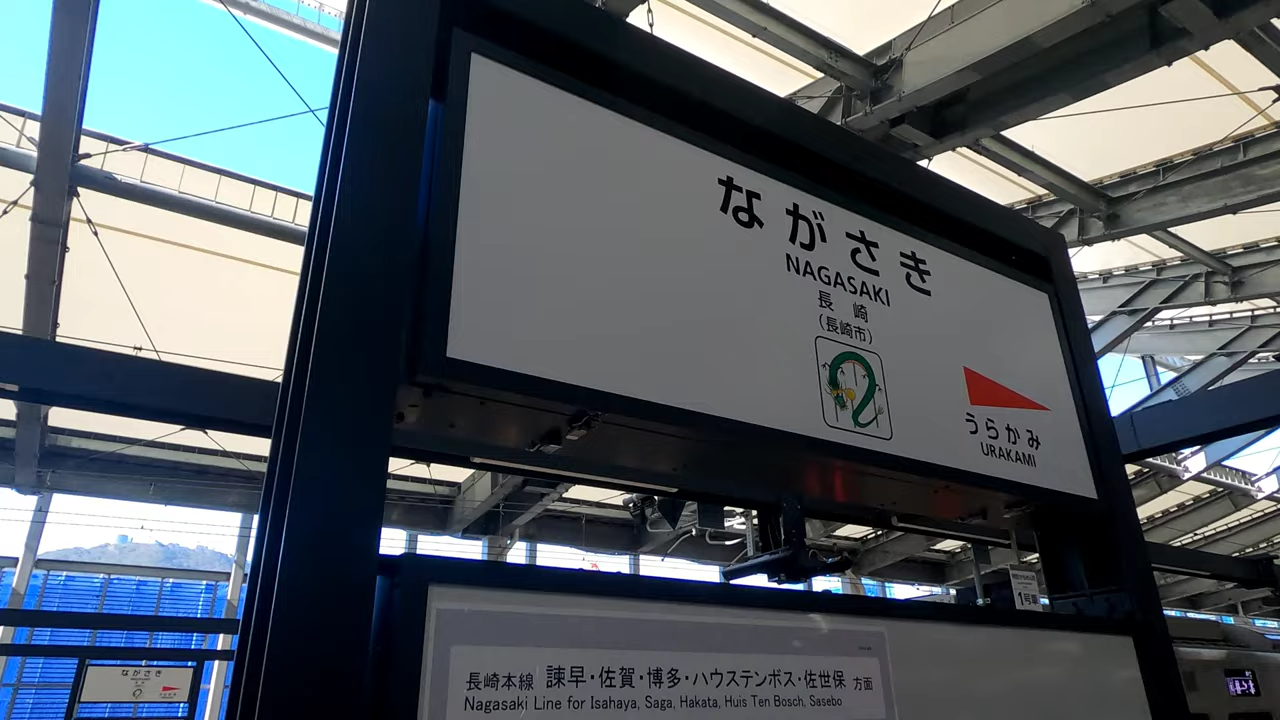 ながさき
NAGASAKI
長崎
(長崎市)
うらかみ
URAKAMI
1号車
長崎本線 諫早・佐賀・博多・ハウステンボス・佐世保 方面
Nagasaki Line for Isahaya, Saga, Hakata, Huis Ten Bosch, Sasebo
ながさき